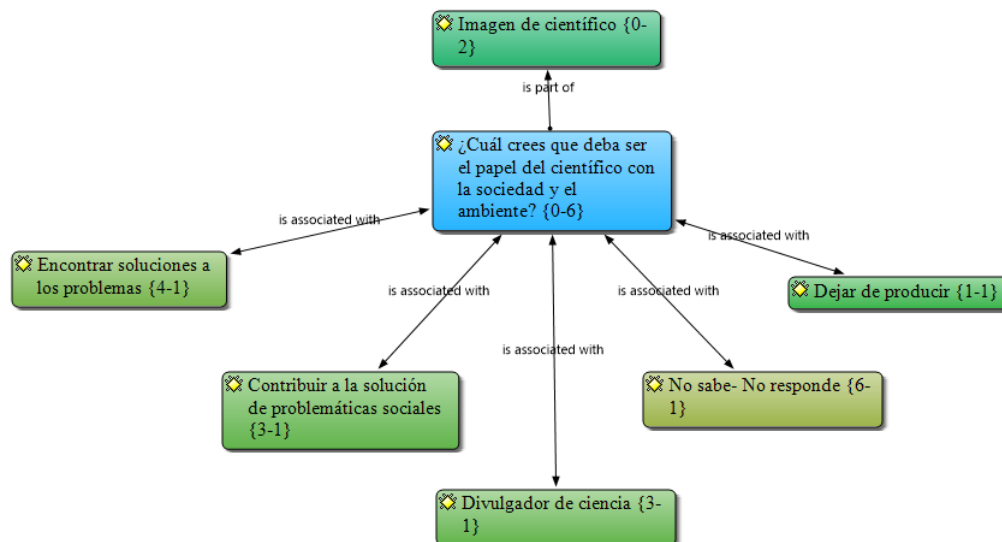 Imagen de científico {0-
2}
is part of
¿Cuál crees que deba ser
el papel del científico con
la sociedad y el
ambiente? {0-6}
is associated with
is associated with
Encontrar soluciones a
los problemas {4-1}
Dejar de producir {1-1}
is associated with
is associated with
is associated with
Contribuir a la solución
de problemáticas sociales
{3-1}
No sabe- No responde {6-
1}
Divulgador de ciencia {3-
1}